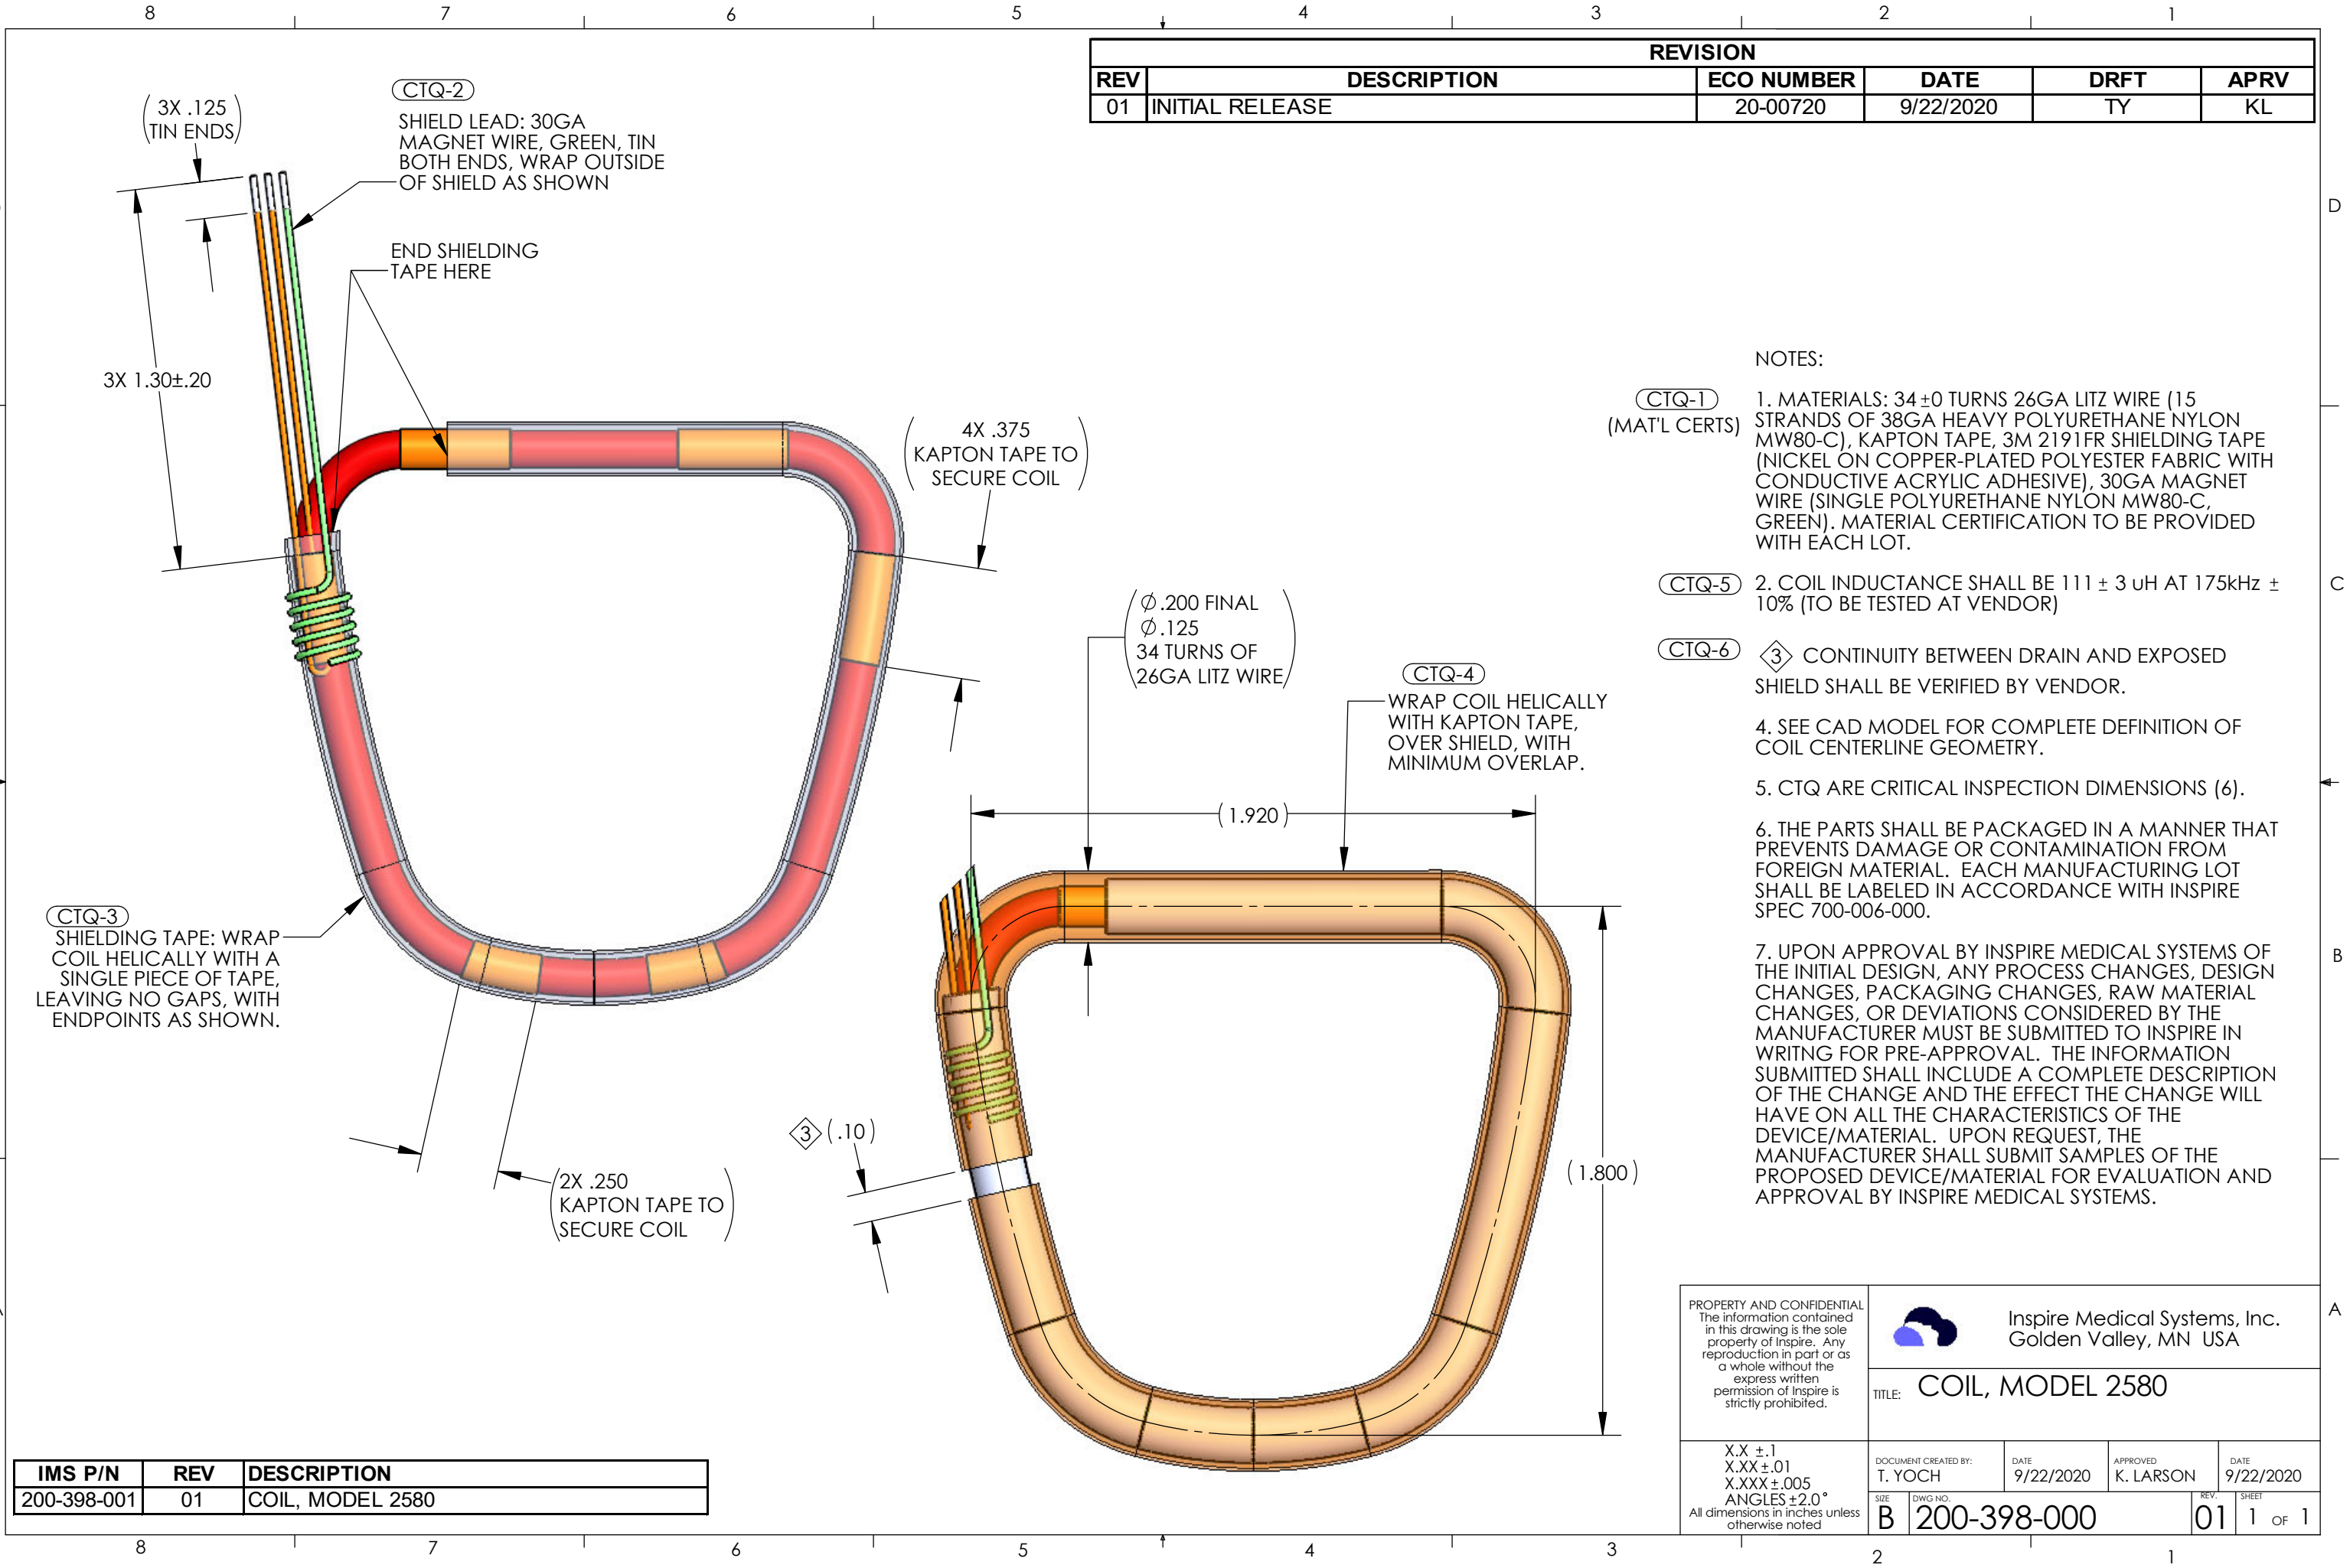 8 7 6 5 4 3 2 1
REVISION
REV DESCRIPTION ECO NUMBER DATE DRFT APRV
01 INITIAL RELEASE 20-00720 9/22/2020 TY KL
(3X .125
TIN ENDS)
CTQ-2
SHIELD LEAD: 30GA
MAGNET WIRE, GREEN, TIN
BOTH ENDS, WRAP OUTSIDE
OF SHIELD AS SHOWN
END SHIELDING
TAPE HERE
3X 1.30±.20
(4X .375
KAPTON TAPE TO
SECURE COIL)
D
C
B
A
NOTES:
CTQ-1
(MAT'L CERTS)
1. MATERIALS: 34±0 TURNS 26GA LITZ WIRE (15
STRANDS OF 38GA HEAVY POLYURETHANE NYLON
MW80-C), KAPTON TAPE, 3M 2191FR SHIELDING TAPE
(NICKEL ON COPPER-PLATED POLYESTER FABRIC WITH
CONDUCTIVE ACRYLIC ADHESIVE), 30GA MAGNET
WIRE (SINGLE POLYURETHANE NYLON MW80-C,
GREEN). MATERIAL CERTIFICATION TO BE PROVIDED
WITH EACH LOT.
CTQ-5
2. COIL INDUCTANCE SHALL BE 111 ± 3 uH AT 175kHz ±
10% (TO BE TESTED AT VENDOR)
CTQ-6
3 CONTINUITY BETWEEN DRAIN AND EXPOSED
SHIELD SHALL BE VERIFIED BY VENDOR.
4. SEE CAD MODEL FOR COMPLETE DEFINITION OF
COIL CENTERLINE GEOMETRY.
5. CTQ ARE CRITICAL INSPECTION DIMENSIONS (6).
6. THE PARTS SHALL BE PACKAGED IN A MANNER THAT
PREVENTS DAMAGE OR CONTAMINATION FROM
FOREIGN MATERIAL. EACH MANUFACTURING LOT
SHALL BE LABELED IN ACCORDANCE WITH INSPIRE
SPEC 700-006-000.
7. UPON APPROVAL BY INSPIRE MEDICAL SYSTEMS OF
THE INITIAL DESIGN, ANY PROCESS CHANGES, DESIGN
CHANGES, PACKAGING CHANGES, RAW MATERIAL
CHANGES, OR DEVIATIONS CONSIDERED BY THE
MANUFACTURER MUST BE SUBMITTED TO INSPIRE IN
WRITNG FOR PRE-APPROVAL. THE INFORMATION
SUBMITTED SHALL INCLUDE A COMPLETE DESCRIPTION
OF THE CHANGE AND THE EFFECT THE CHANGE WILL
HAVE ON ALL THE CHARACTERISTICS OF THE
DEVICE/MATERIAL. UPON REQUEST, THE
MANUFACTURER SHALL SUBMIT SAMPLES OF THE
PROPOSED DEVICE/MATERIAL FOR EVALUATION AND
APPROVAL BY INSPIRE MEDICAL SYSTEMS.
(Ø.200 FINAL
Ø.125
34 TURNS OF
26GA LITZ WIRE)
CTQ-4
WRAP COIL HELICALLY
WITH KAPTON TAPE,
OVER SHIELD, WITH
MINIMUM OVERLAP.
(1.920)
(1.800)
CTQ-3
SHIELDING TAPE: WRAP
COIL HELICALLY WITH A
SINGLE PIECE OF TAPE,
LEAVING NO GAPS, WITH
ENDPOINTS AS SHOWN.
3 (.10)
(2X .250
KAPTON TAPE TO
SECURE COIL)
PROPERTY AND CONFIDENTIAL
The information contained
in this drawing is the sole
property of Inspire. Any
reproduction in part or as
a whole without the
express written
permission of Inspire is
strictly prohibited.
Inspire Medical Systems, Inc.
Golden Valley, MN USA
TITLE: COIL, MODEL 2580
X.X ±.1
X.XX±.01
X.XXX±.005
ANGLES±2.0°
All dimensions in inches unless
otherwise noted
DOCUMENT CREATED BY: DATE APPROVED DATE
T. YOCH 9/22/2020 K. LARSON 9/22/2020
SIZE DWG NO. REV. SHEET
B 200-398-000 01 1 OF 1
IMS P/N REV DESCRIPTION
200-398-001 01 COIL, MODEL 2580
8 7 6 5 4 3 2 1